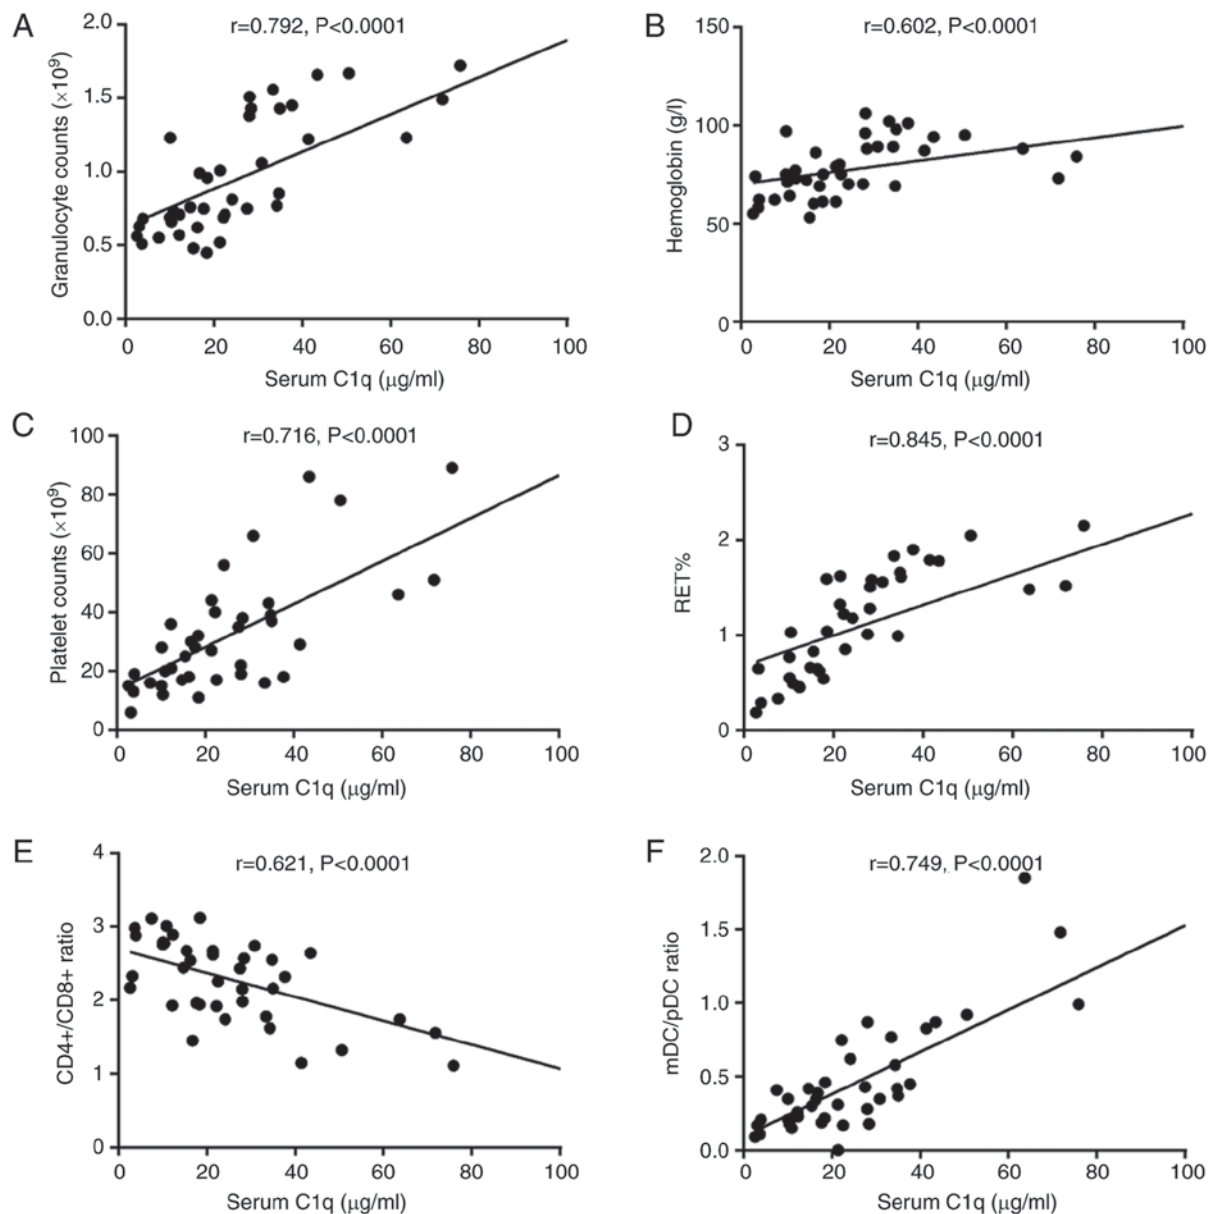 A
r=0.792, P<0.0001
Granulocyte counts (×10⁹)
2.0
1.5
1.0
0.5
0.0
0 20 40 60 80 100
Serum C1q (μg/ml)
B
r=0.602, P<0.0001
Hemoglobin (g/l)
150
100
50
0
0 20 40 60 80 100
Serum C1q (μg/ml)
C
r=0.716, P<0.0001
Platelet counts (×10⁹)
100
80
60
40
20
0
0 20 40 60 80 100
Serum C1q (μg/ml)
D
r=0.845, P<0.0001
RET%
3
2
1
0
0 20 40 60 80 100
Serum C1q (μg/ml)
E
r=0.621, P<0.0001
CD4+/CD8+ ratio
4
3
2
1
0
0 20 40 60 80 100
Serum C1q (μg/ml)
F
r=0.749, P<0.0001
mDC/pDC ratio
2.0
1.5
1.0
0.5
0.0
0 20 40 60 80 100
Serum C1q (μg/ml)